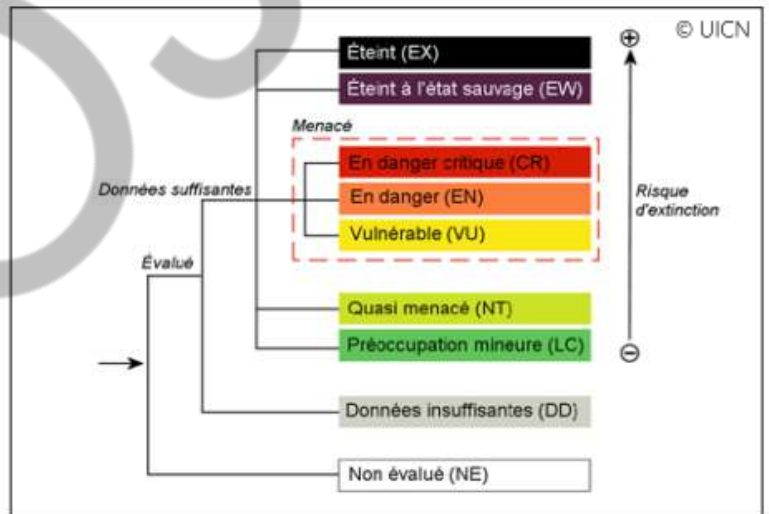 © UICN
Éteint (EX)
Éteint à l'état sauvage (EW)
Menacé
En danger critique (CR)
Données suffisantes
En danger (EN)
Risque
d'extinction
Vulnérable (VU)
Évalué
Quasi menacé (NT)
Préoccupation mineure (LC)
Données insuffisantes (DD)
Non évalué (NE)